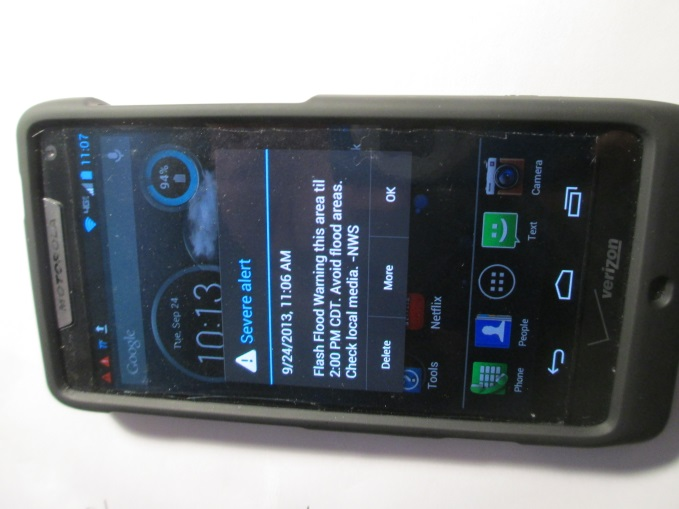 MOTOROLA
4G
11:07
Google
94%
Tue, Sep 24
10:13
Severe alert
9/24/2013, 11:06 AM
Flash Flood Warning this area til
2:00 PM CDT. Avoid flood areas.
Check local media. -NWS
Delete
More
OK
k
Tools
Netflix
Phone
People
Text
Camera
verizon